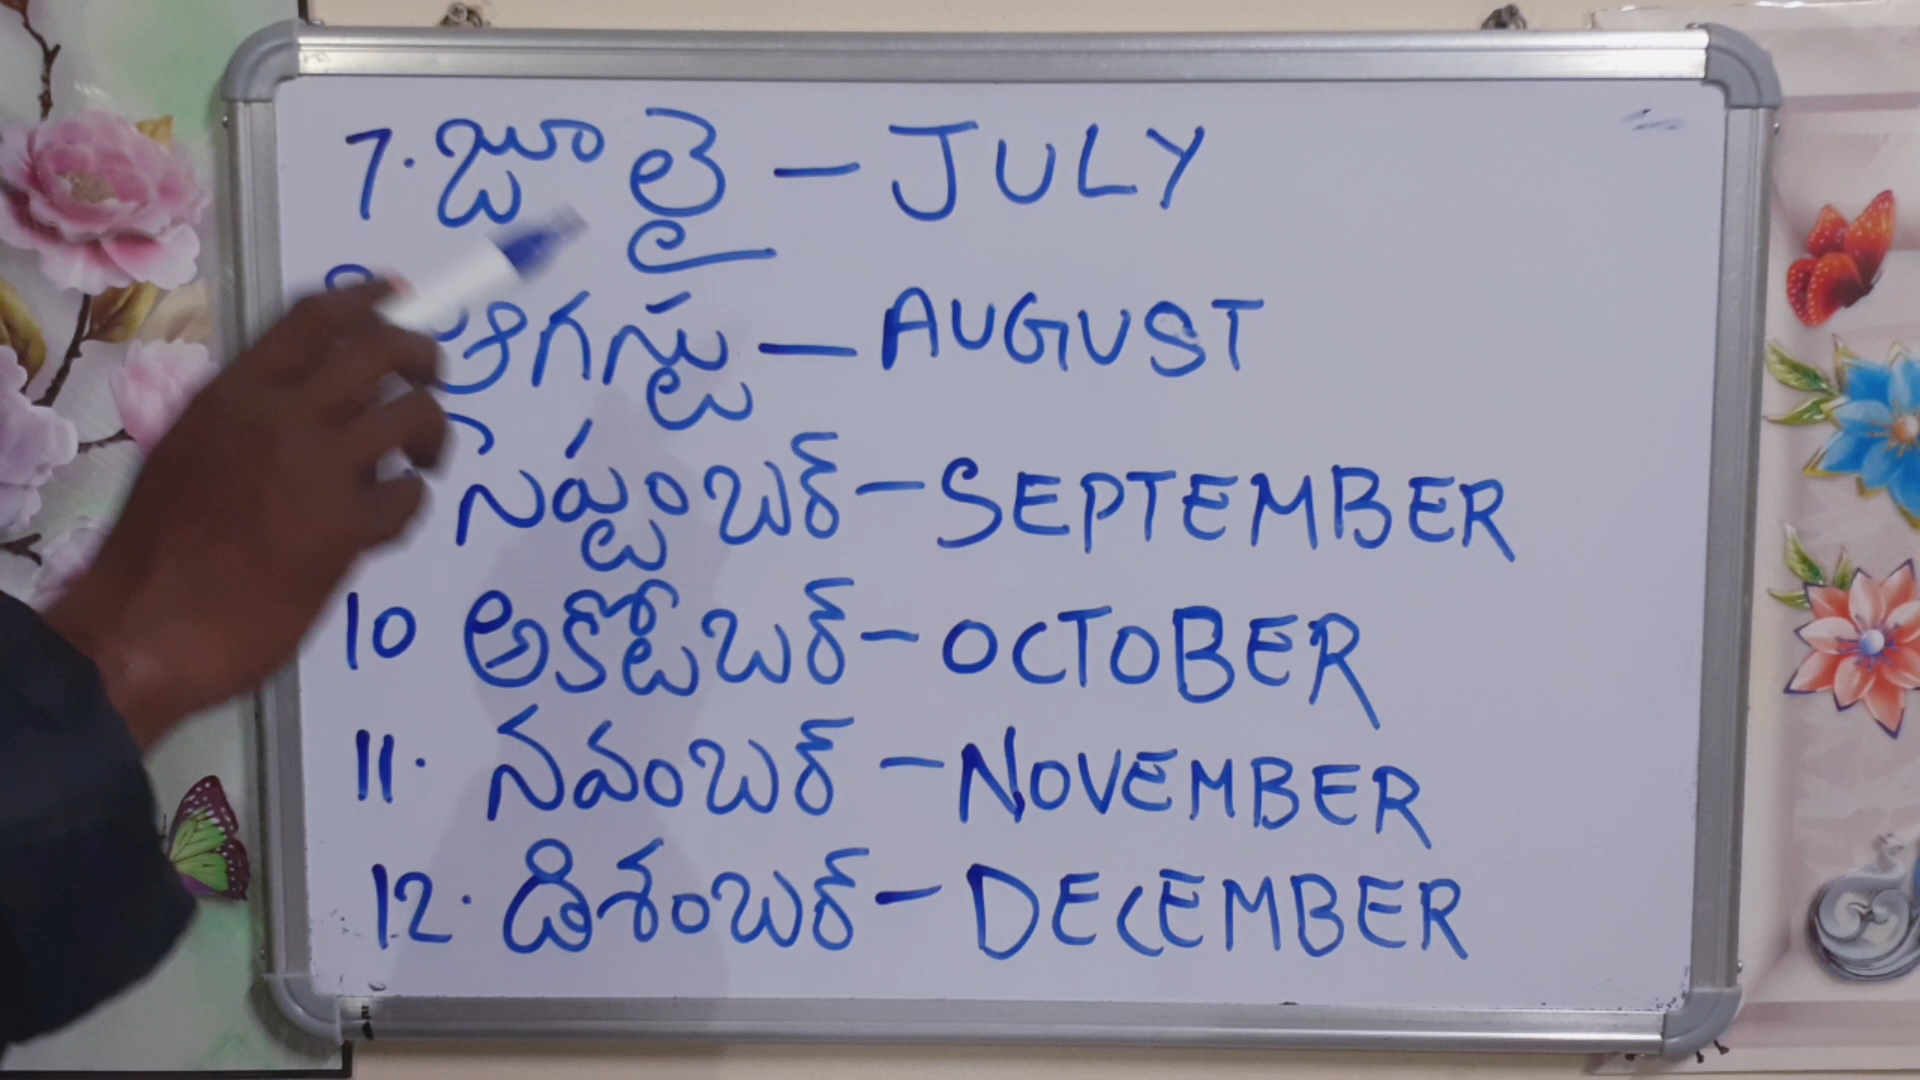 7. జూలై - JULY
ఆగస్టు - AUGUST
సెప్టంబర్ - SEPTEMBER
10 అక్టోబర్ - OCTOBER
11. నవంబర్ - NOVEMBER
12. డిశంబర్ - DECEMBER